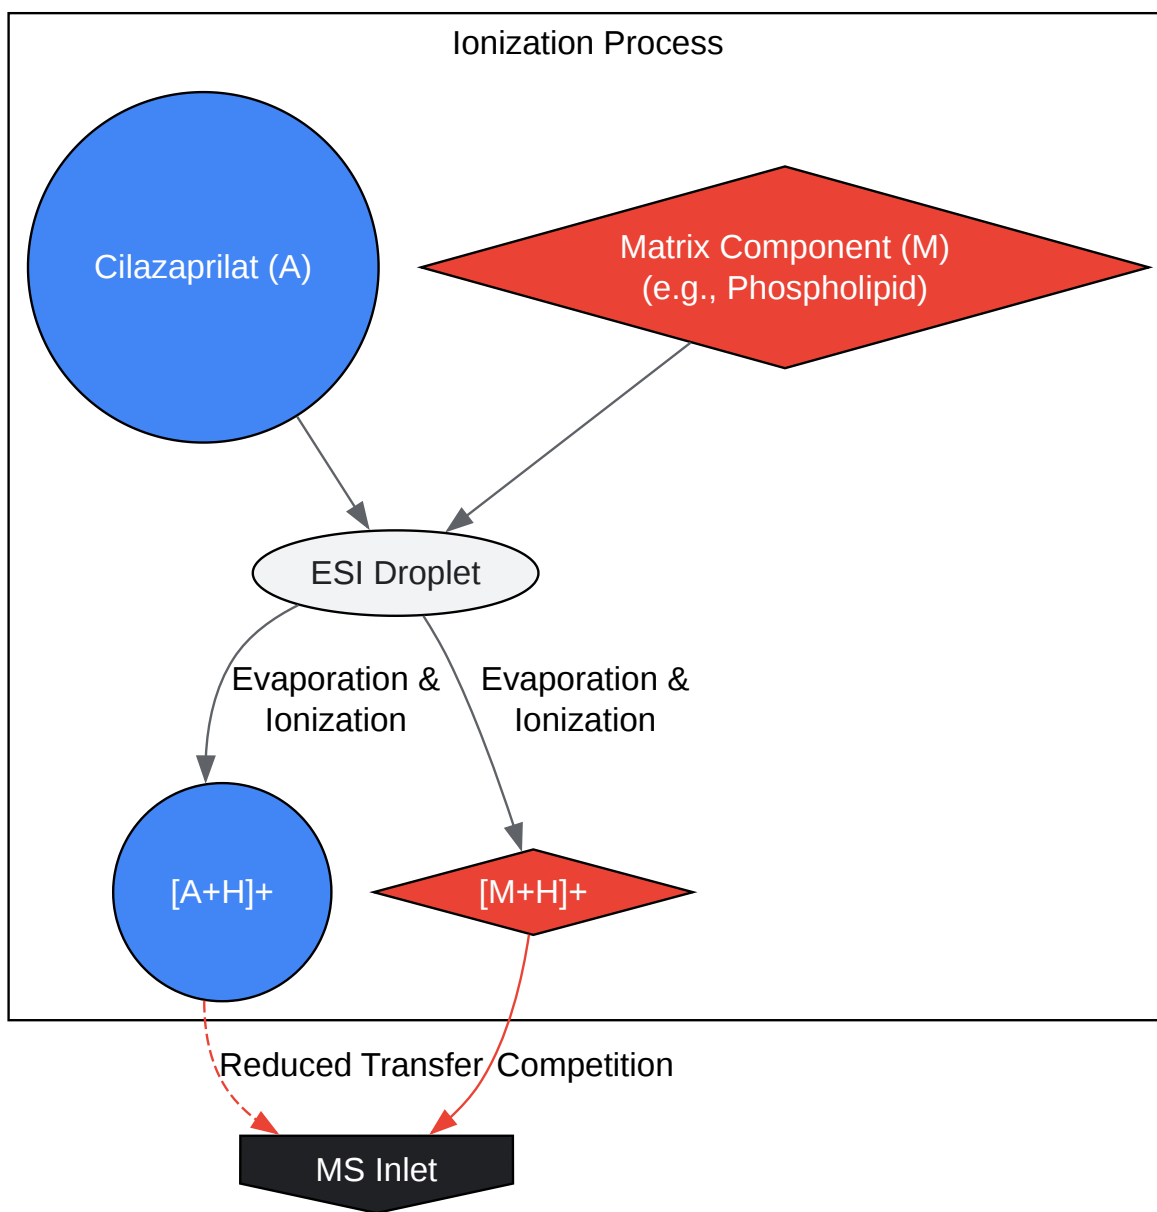 Ionization Process
Cilazaprilat (A)
Matrix Component (M)
(e.g., Phospholipid)
ESI Droplet
Evaporation &
Ionization
Evaporation &
Ionization
[A+H]+
[M+H]+
Reduced Transfer
Competition
MS Inlet